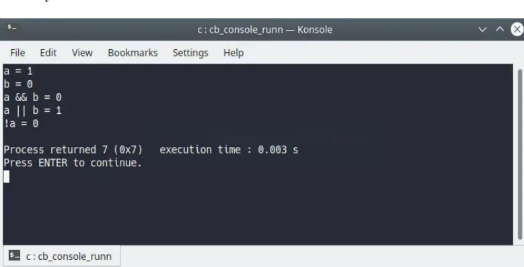 c : cb_console_runn — Konsole
File Edit View Bookmarks Settings Help
a = 1
b = 0
a && b = 0
a || b = 1
!a = 0
Process returned 7 (0x7) execution time : 0.003 s
Press ENTER to continue.
c : cb_console_runn